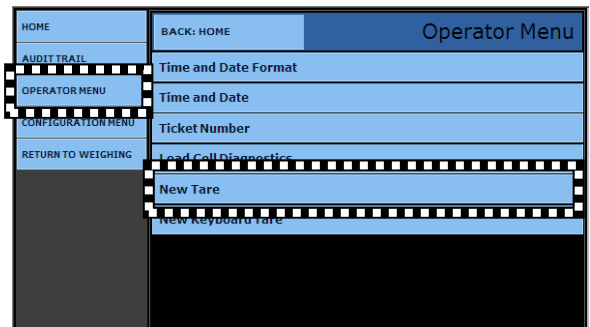 HOME
AUDIT TRAIL
OPERATOR MENU
CONFIGURATION MENU
RETURN TO WEIGHING
BACK: HOME
Operator Menu
Time and Date Format
Time and Date
Ticket Number
Load Cell Diagnostics
New Tare
New Keyboard Tare